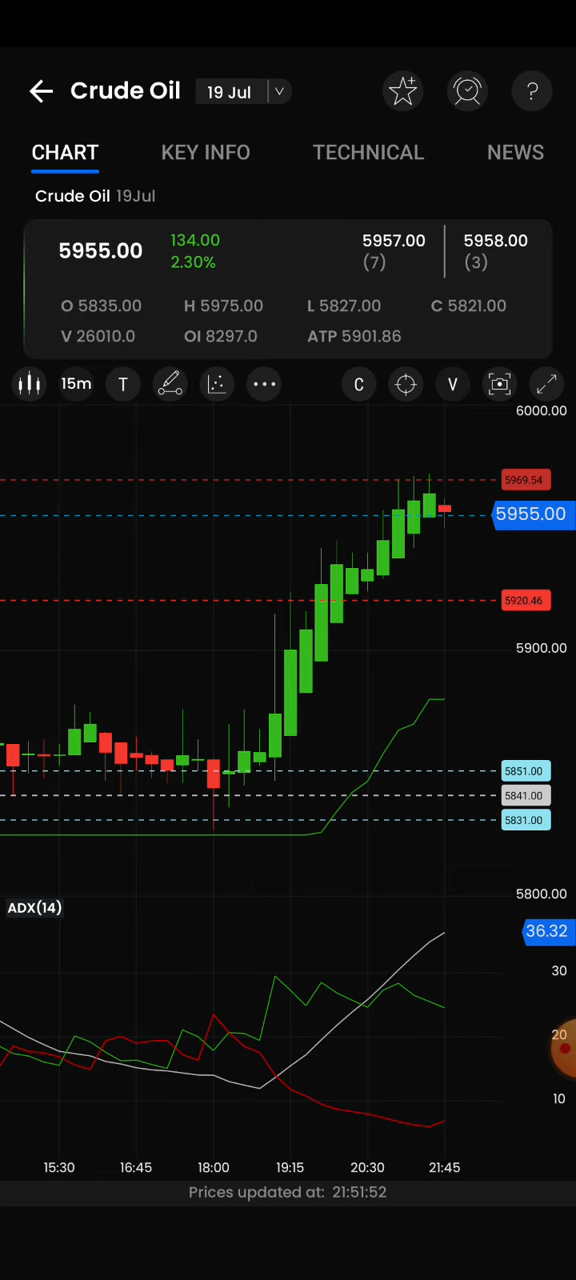 Crude Oil 19 Jul
CHART KEY INFO TECHNICAL NEWS
Crude Oil 19Jul
5955.00 134.00 5957.00 5958.00
2.30% (7) (3)
O 5835.00 H 5975.00 L 5827.00 C 5821.00
V 26010.0 OI 8297.0 ATP 5901.86
15m T C V
6000.00
5969.54
5955.00
5920.46
5900.00
5851.00
5841.00
5831.00
5800.00
ADX(14)
36.32
30
20
10
15:30 16:45 18:00 19:15 20:30 21:45
Prices updated at: 21:51:52